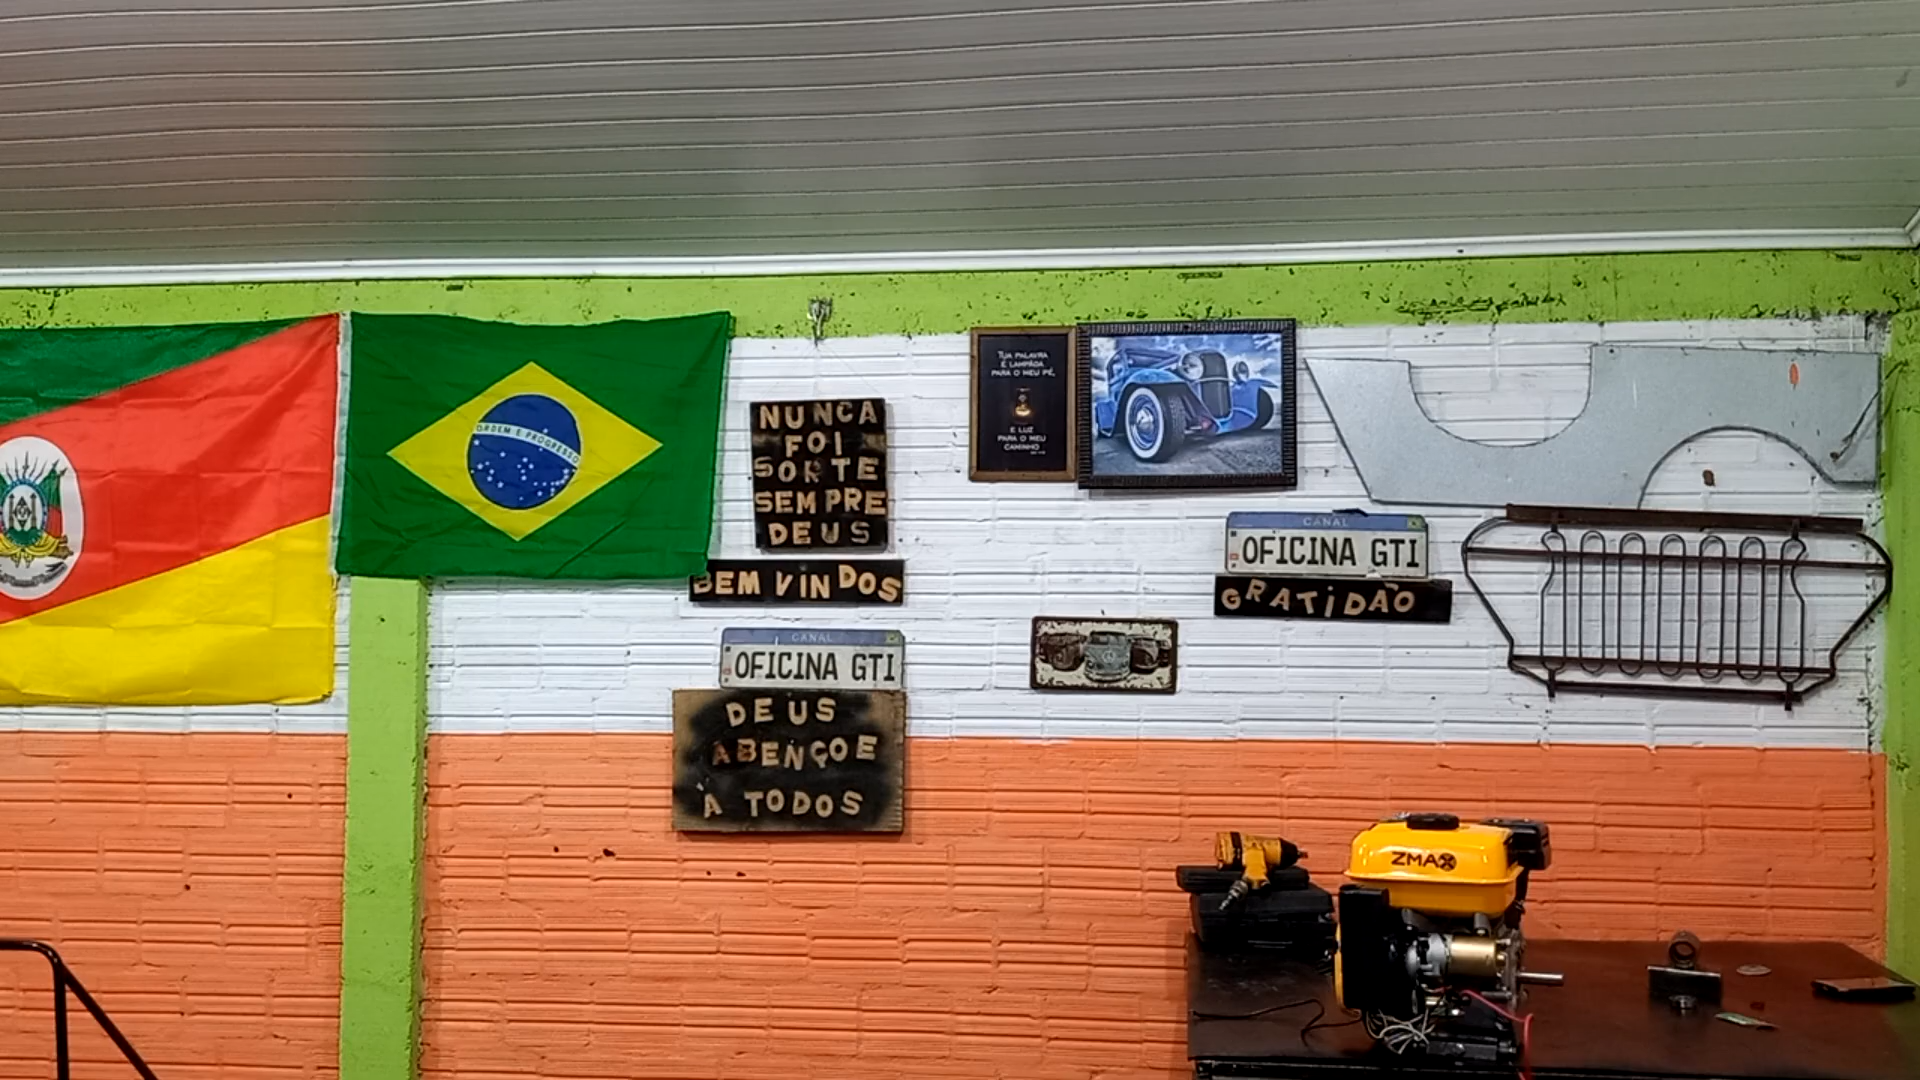 ORDEM E PROGRESSO
NUNCA
FOI
SORTE
SEMPRE
DEUS
BEM VINDOS
CANAL
OFICINA GTI
DEUS
ABENÇOE
A TODOS
TUA PALAVRA
É LAMPÂDA
PARA O MEU PÉ,
E LUZ
PARA O MEU
CAMINHO
CANAL
OFICINA GTI
GRATIDÃO
ZMAX